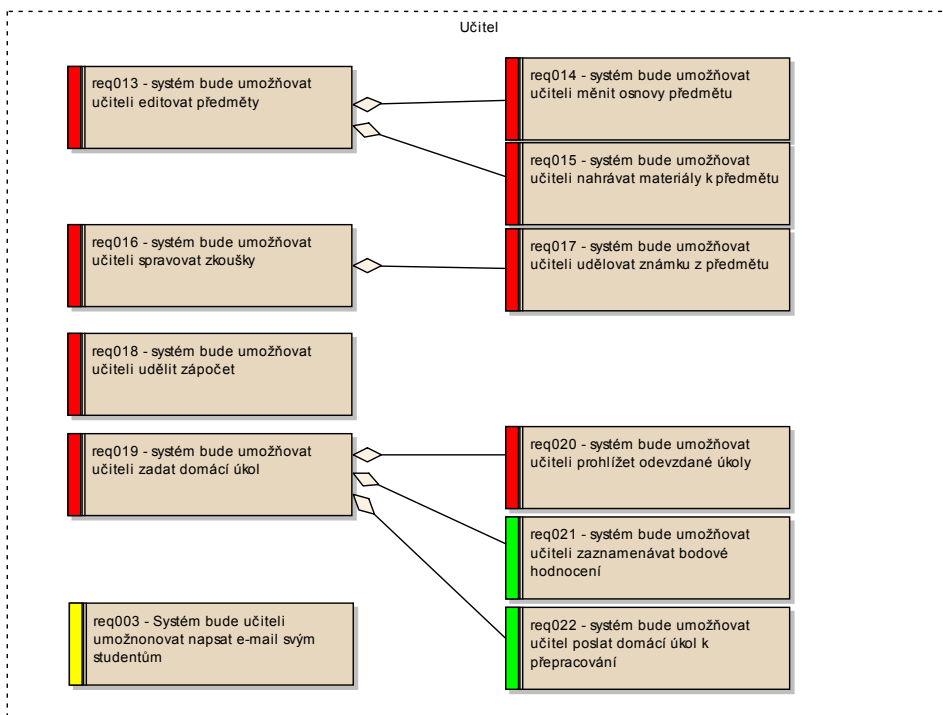 Učitel
req013 - systém bude umožňovat
učiteli editovat předměty
req014 - systém bude umožňovat
učiteli měnit osnovy předmětu
req015 - systém bude umožňovat
učiteli nahrávat materiály k předmětu
req016 - systém bude umožňovat
učiteli spravovat zkoušky
req017 - systém bude umožňovat
učiteli udělovat známku z předmětu
req018 - systém bude umožňovat
učiteli udělit zápočet
req019 - systém bude umožňovat
učiteli zadat domácí úkol
req020 - systém bude umožňovat
učiteli prohlížet odevzdané úkoly
req021 - systém bude umožňovat
učiteli zaznamenávat bodové
hodnocení
req003 - Systém bude učiteli
umožnonovat napsat e-mail svým
studentům
req022 - systém bude umožňovat
učitel poslat domácí úkol k
přepracování